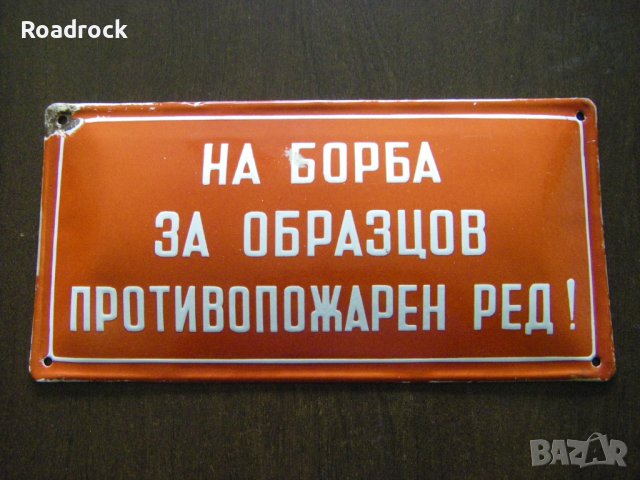 Roadrock
НА БОРБА
ЗА ОБРАЗЦОВ
ПРОТИВОПОЖАРЕН РЕД!
BAZAR